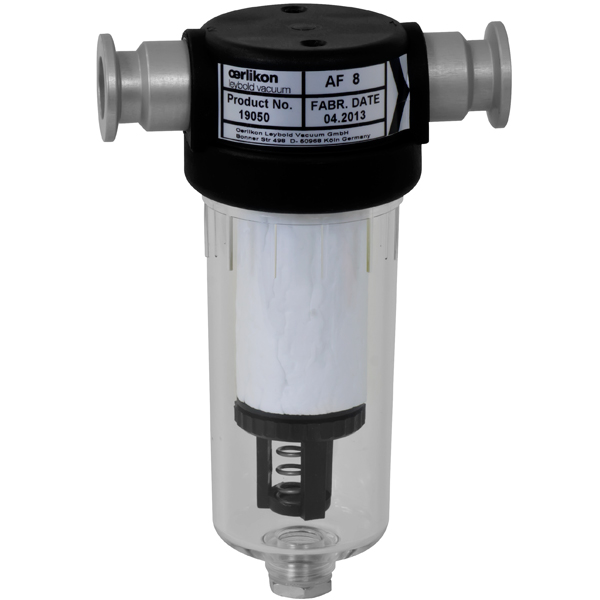 œrlikon
leybold vacuum
AF 8
Product No.
19050
FABR. DATE
04.2013
Oerlikon Leybold Vacuum GmbH
Bonner Str 498 D- 50968 Köln Germany